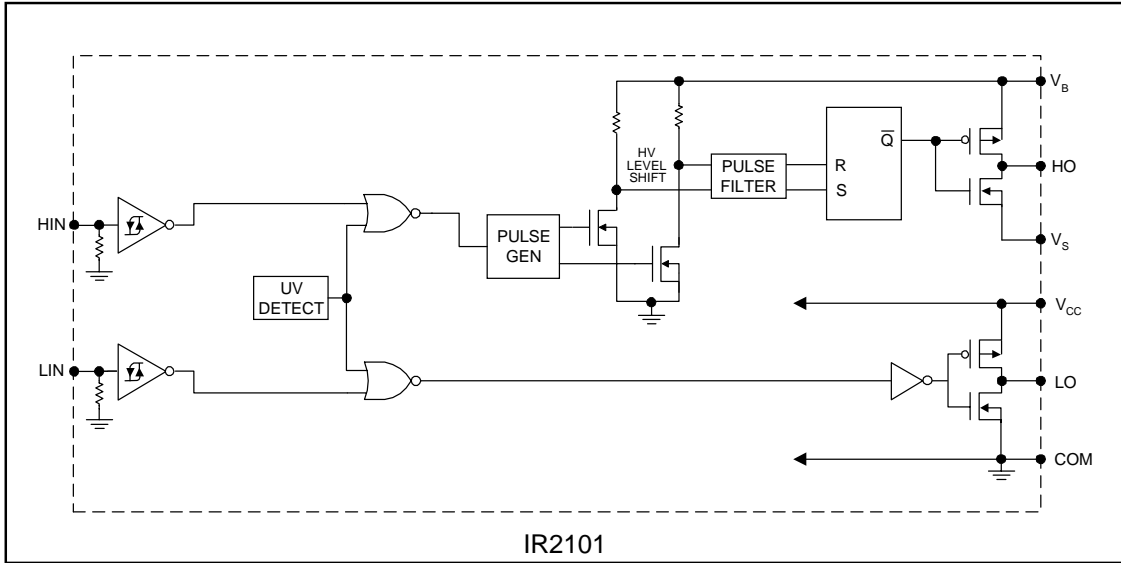 V_B
HV
LEVEL
SHIFT
Q̅
PULSE
FILTER
R
S
HO
HIN
PULSE
GEN
V_S
UV
DETECT
V_CC
LIN
LO
COM
IR2101